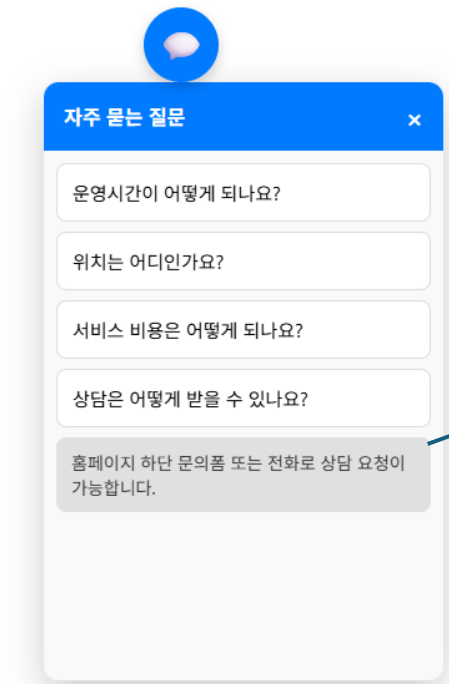 자주 묻는 질문 ×
운영시간이 어떻게 되나요?
위치는 어디인가요?
서비스 비용은 어떻게 되나요?
상담은 어떻게 받을 수 있나요?
홈페이지 하단 문의폼 또는 전화로 상담 요청이
가능합니다.